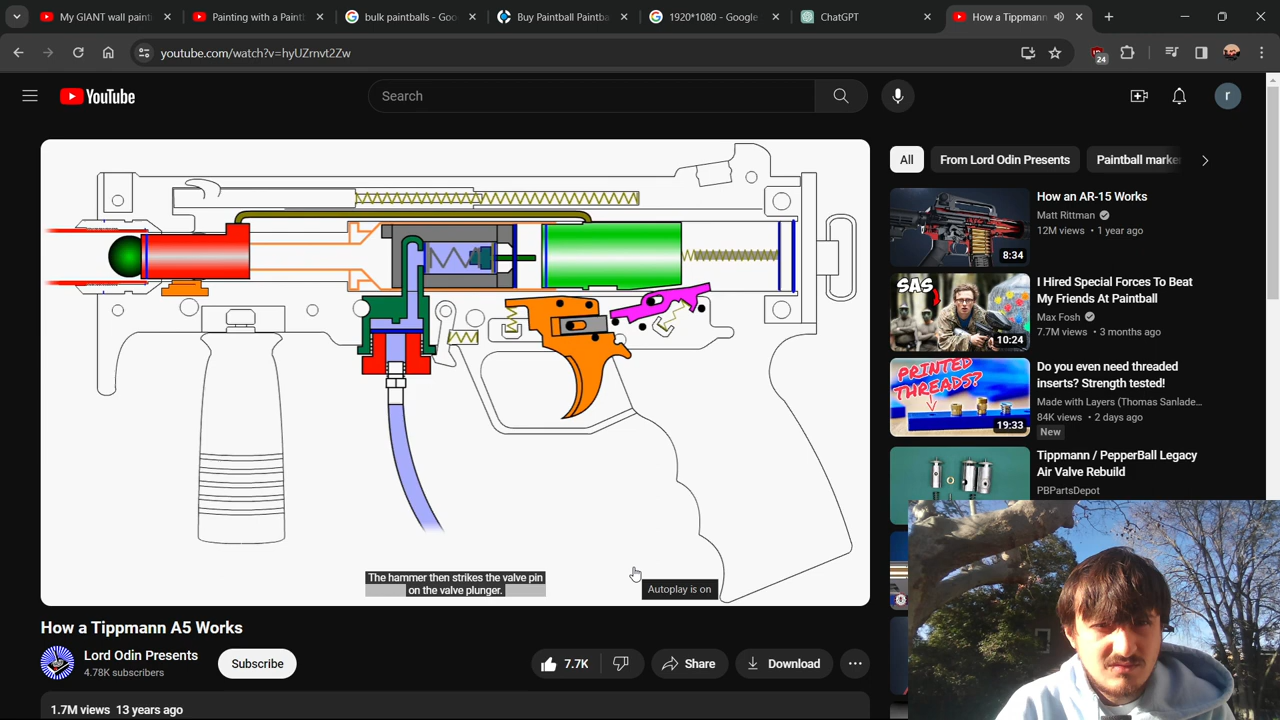 My GIANT wall painti
Painting with a Paintb
bulk paintballs - Goo
Buy Paintball Paintba
1920*1080 - Google
ChatGPT
How a Tippmann
youtube.com/watch?v=hyUZrnvt2Zw
24
YouTube
Search
r
All
From Lord Odin Presents
Paintball marke
How an AR-15 Works
Matt Rittman
12M views • 1 year ago
8:34
SAS
I Hired Special Forces To Beat
My Friends At Paintball
Max Fosh
7.7M views • 3 months ago
10:24
PRINTED
THREADS?
Do you even need threaded
inserts? Strength tested!
Made with Layers (Thomas Sanlade...
84K views • 2 days ago
New
19:33
Tippmann / PepperBall Legacy
Air Valve Rebuild
PBPartsDepot
The hammer then strikes the valve pin
on the valve plunger.
Autoplay is on
How a Tippmann A5 Works
Lord Odin Presents
4.78K subscribers
Subscribe
7.7K
Share
Download
1.7M views 13 years ago